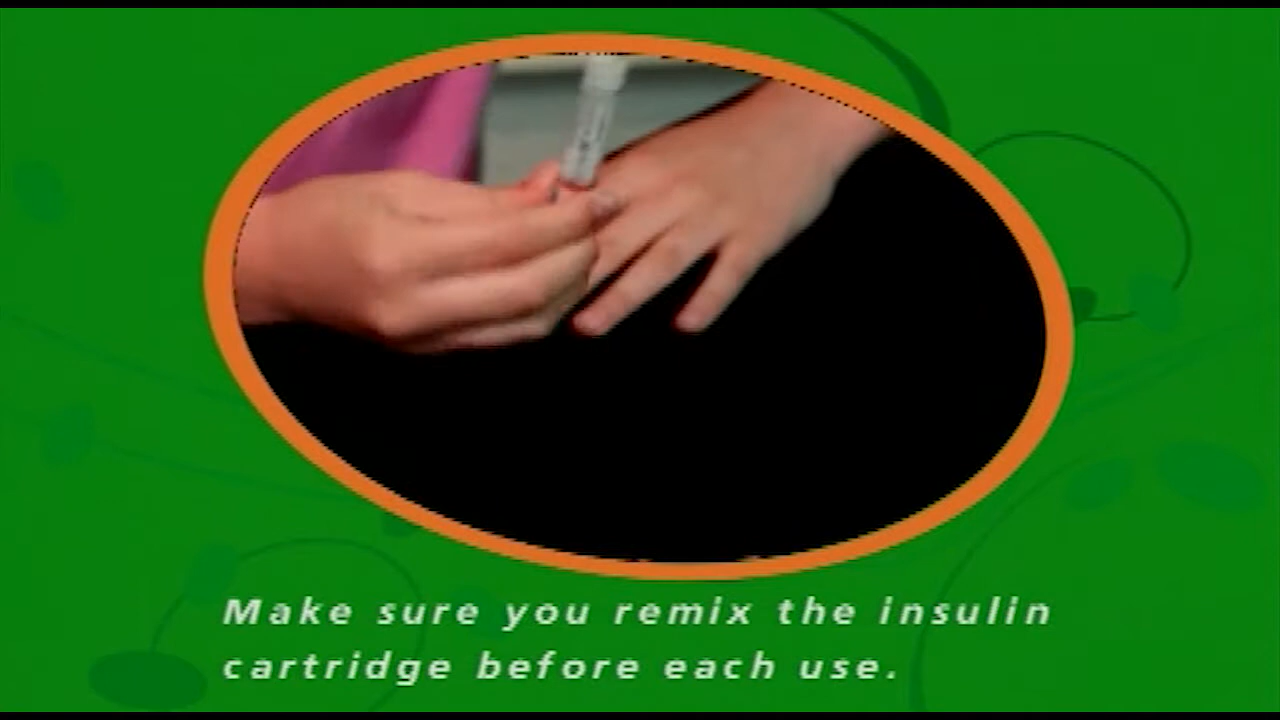 Make sure you remix the insulin
cartridge before each use.